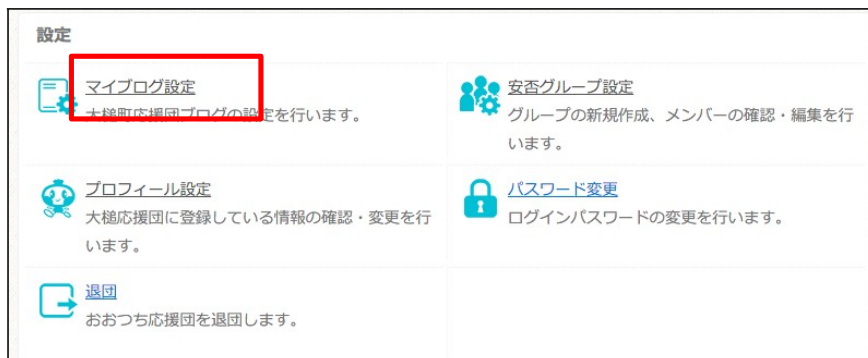 設定
マイブログ設定
大槌町応援団ブログの設定を行います。
安否グループ設定
グループの新規作成、メンバーの確認・編集を行
います。
プロフィール設定
大槌応援団に登録している情報の確認・変更を行
います。
パスワード変更
ログインパスワードの変更を行います。
退団
おおつち応援団を退団します。